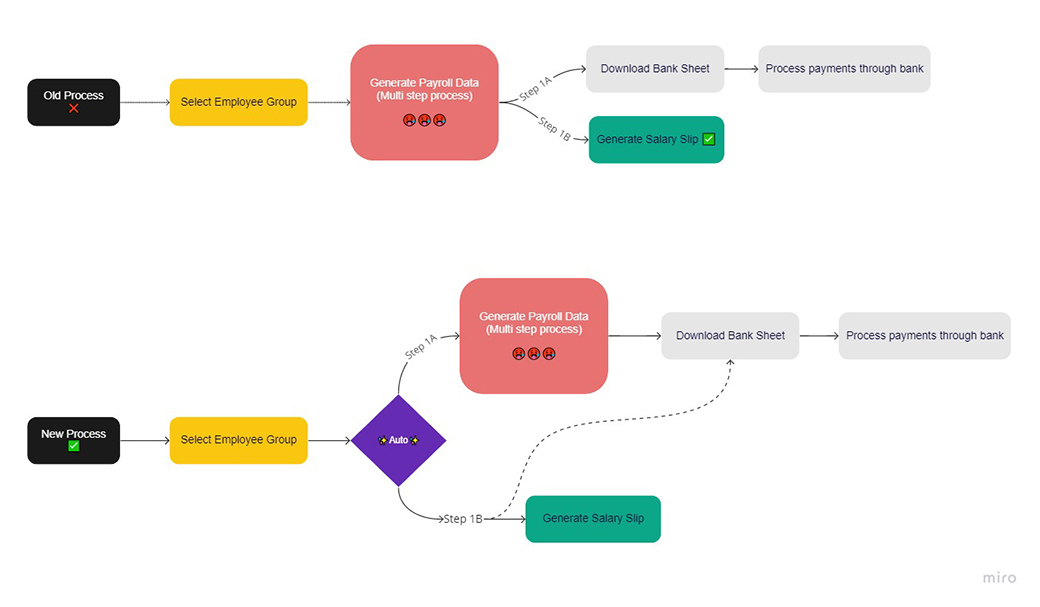 Old Process
❌
Select Employee Group
Generate Payroll Data
(Multi step process)
🤬🤬🤬
Step 1A
Download Bank Sheet
Process payments through bank
Step 1B
Generate Salary Slip ✅
New Process
✅
Select Employee Group
✨Auto✨
Step 1A
Generate Payroll Data
(Multi step process)
🤬🤬🤬
Download Bank Sheet
Process payments through bank
Step 1B
Generate Salary Slip
miro